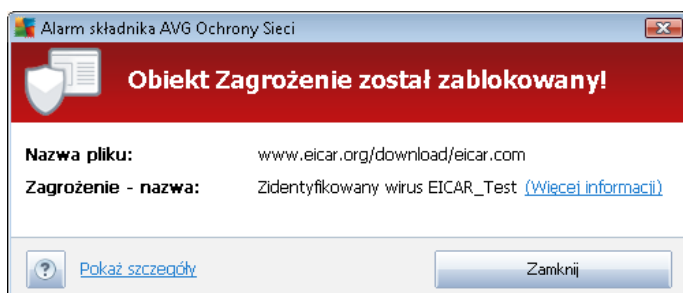 Alarm składnika AVG Ochrony Sieci
Obiekt Zagrożenie został zablokowany!
Nazwa pliku: www.eicar.org/download/eicar.com
Zagrożenie - nazwa: Zidentyfikowany wirus EICAR_Test (Więcej informacji)
? Pokaż szczegóły Zamknij